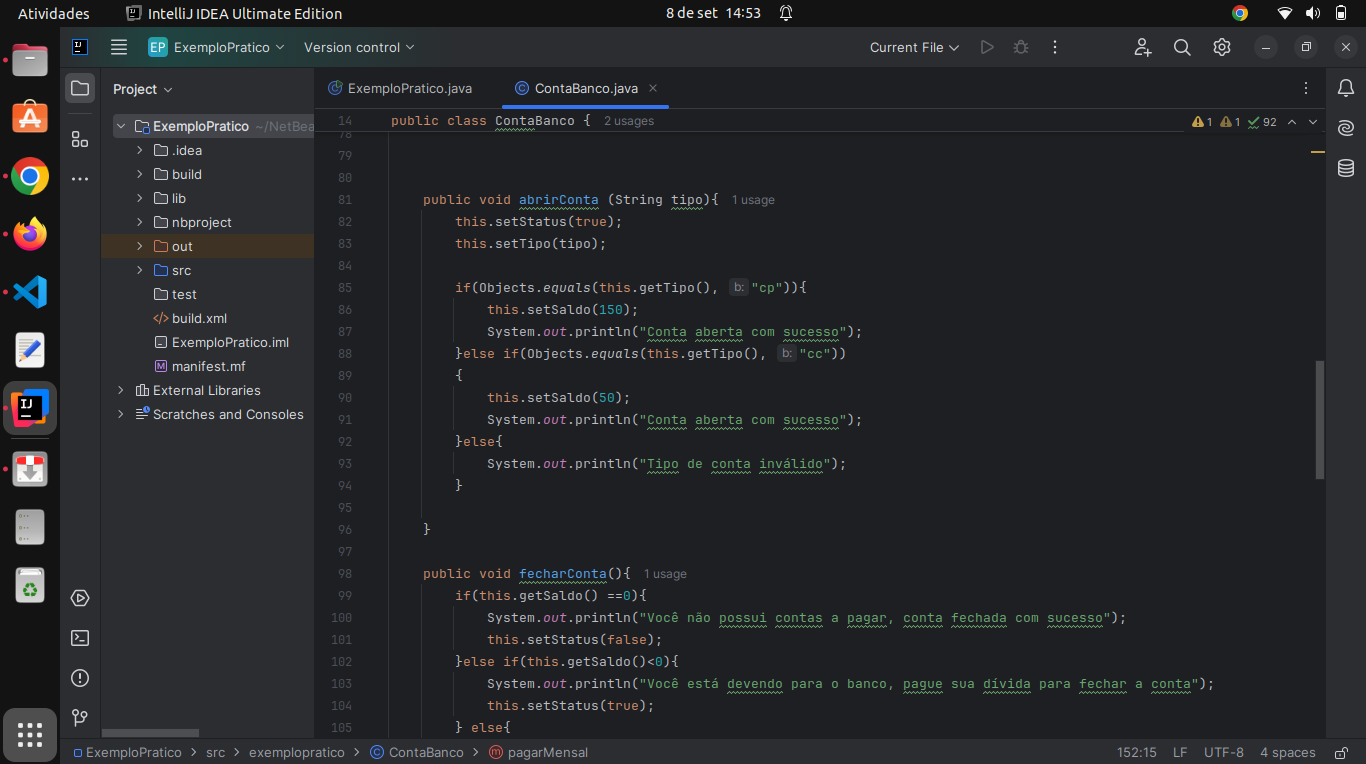 Atividades IntelliJ IDEA Ultimate Edition 8 de set 14:53
EP ExemploPratico Version control Current File
Project
ExemploPratico.java ContaBanco.java
ExemploPratico ~/NetBea
.idea
build
lib
nbproject
out
src
test
build.xml
ExemploPratico.iml
manifest.mf
External Libraries
Scratches and Consoles
14 public class ContaBanco { 2 usages 1 1 92
78
79
80
81 public void abrirConta (String tipo){ 1 usage
82 this.setStatus(true);
83 this.setTipo(tipo);
84
85 if(Objects.equals(this.getTipo(), b: "cp")){
86 this.setSaldo(150);
87 System.out.println("Conta aberta com sucesso");
88 }else if(Objects.equals(this.getTipo(), b: "cc"))
89 {
90 this.setSaldo(50);
91 System.out.println("Conta aberta com sucesso");
92 }else{
93 System.out.println("Tipo de conta inválido");
94 }
95
96 }
97
98 public void fecharConta(){ 1 usage
99 if(this.getSaldo() ==0){
100 System.out.println("Você não possui contas a pagar, conta fechada com sucesso");
101 this.setStatus(false);
102 }else if(this.getSaldo()<0){
103 System.out.println("Você está devendo para o banco, pague sua dívida para fechar a conta");
104 this.setStatus(true);
105 } else{
ExemploPratico > src > exemplopratico > ContaBanco > pagarMensal 152:15 LF UTF-8 4 spaces